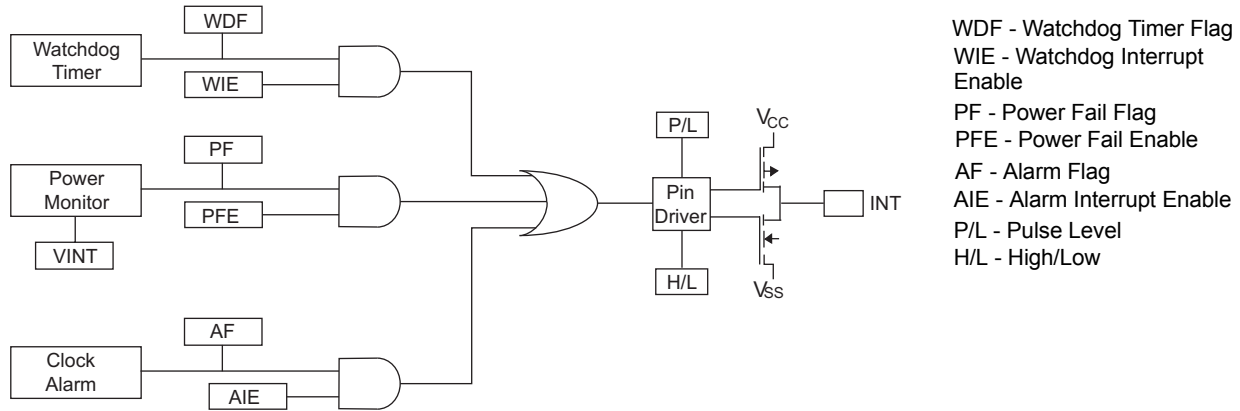 WDF
Watchdog
Timer
WIE
PF
Power
Monitor
PFE
VINT
AF
Clock
Alarm
AIE
P/L
Pin
Driver
H/L
VCC
VSS
INT
WDF - Watchdog Timer Flag
WIE - Watchdog Interrupt
Enable
PF - Power Fail Flag
PFE - Power Fail Enable
AF - Alarm Flag
AIE - Alarm Interrupt Enable
P/L - Pulse Level
H/L - High/Low